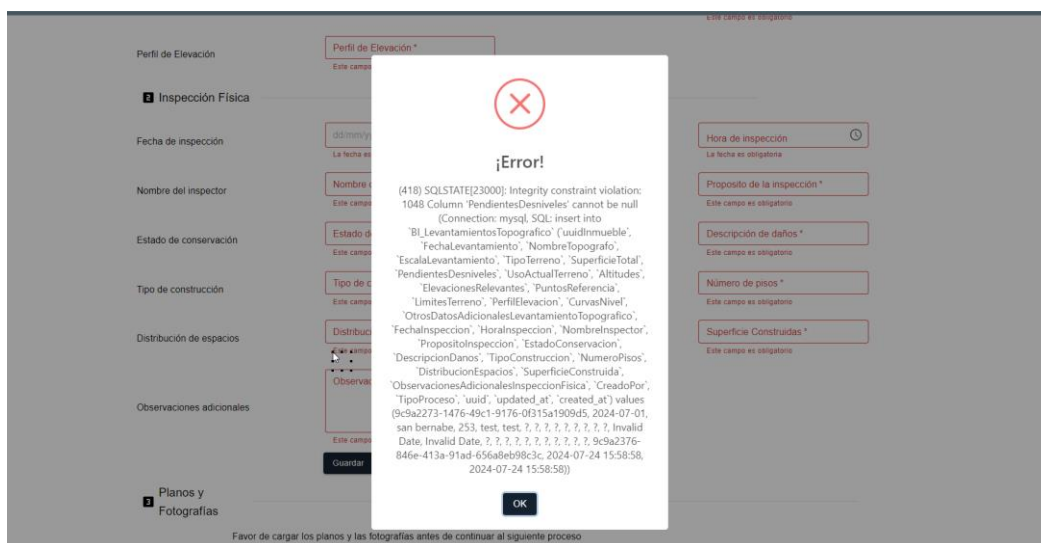 Este campo es obligatorio
Perfil de Elevación
Perfil de Elevación *
Este campo
2 Inspección Física
Fecha de inspección
dd/mm/y
La fecha es
Hora de inspección
La fecha es obligatoria
Nombre del inspector
Nombre
Este campo
Proposito de la inspección *
Este campo es obligatorio
Estado de conservación
Estado d
Este campo
Descripción de daños *
Este campo es obligatorio
Tipo de construcción
Tipo de c
Este campo
Número de pisos *
Este campo es obligatorio
Distribución de espacios
Distribuc
Superficie Construidas *
Este campo es obligatorio
Observaciones adicionales
Observac
Este campo
Guardar
¡Error!
(418) SQLSTATE[23000]: Integrity constraint violation:
1048 Column 'PendientesDesniveles' cannot be null
(Connection: mysql, SQL: insert into
`BI_LevantamientosTopografico` (`uuidInmueble`,
`FechaLevantamiento`, `NombreTopografo`,
`EscalaLevantamiento`, `TipoTerreno`, `SuperficieTotal`,
`PendientesDesniveles`, `UsoActualTerreno`, `Altitudes`,
`ElevacionesRelevantes`, `PuntosReferencia`,
`LimitesTerreno`, `PerfilElevacion`, `CurvasNivel`,
`OtrosDatosAdicionalesLevantamientoTopografico`,
`FechaInspeccion`, `HoraInspeccion`, `NombreInspector`,
`PropositoInspeccion`, `EstadoConservacion`,
`DescripcionDanos`, `TipoConstruccion`, `NumeroPisos`,
`DistribucionEspacios`, `SuperficieConstruida`,
`ObservacionesAdicionalesInspeccionFisica`, `CreadoPor`,
`TipoProceso`, `uuid`, `updated_at`, `created_at`) values
(9c9a2273-1476-49c1-9176-0f315a1909d5, 2024-07-01,
san bernabe, 253, test, test, ?, ?, ?, ?, ?, ?, ?, ?, ?, Invalid
Date, Invalid Date, ?, ?, ?, ?, ?, ?, ?, ?, ?, ?, ?, 9c9a2376-
846e-413a-91ad-656a8eb98c3c, 2024-07-24 15:58:58,
2024-07-24 15:58:58))
OK
3 Planos y
Fotografías
Favor de cargar los planos y las fotografías antes de continuar al siguiente proceso